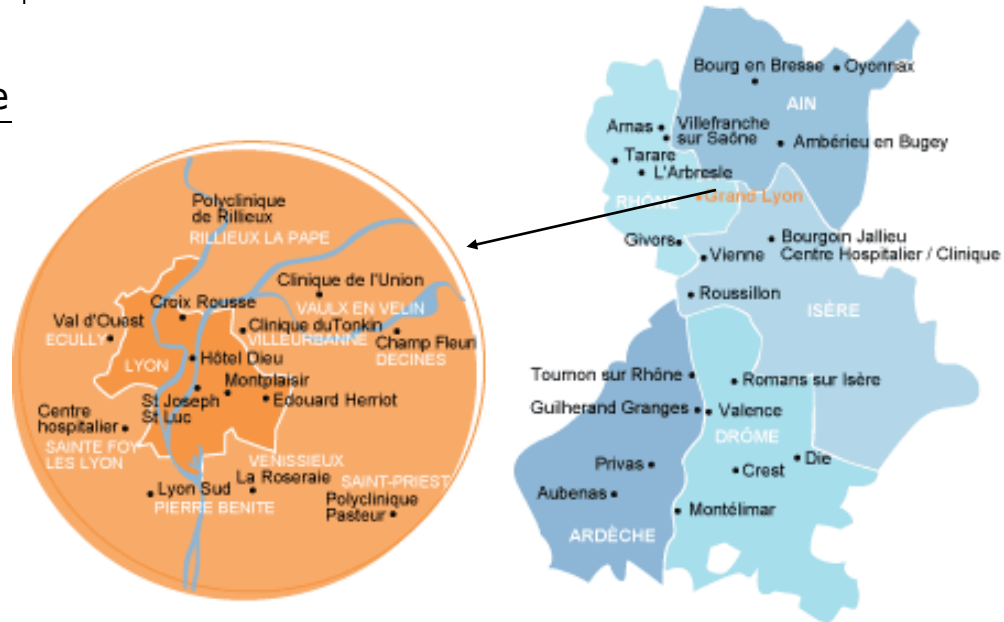 e
Polyclinique
de Rillieux
RILLIEUX LA PAPE
Clinique de l'Union
VAULX EN VELIN
Croix Rousse
Val d'Ouest
ECULLY
Clinique duTonkin
VILLEURBANNE
Champ Fleuri
DECINES
LYON
Hôtel Dieu
Montplaisir
St Joseph
St Luc
Edouard Herriot
Centre
hospitalier
SAINTE FOY
LES LYON
VENISSIEUX
La Roseraie
SAINT-PRIEST
Lyon Sud
PIERRE BENITE
Polyclinique
Pasteur
Bourg en Bresse
Oyonnax
AIN
Arnas
Villefranche
sur Saône
Ambérieu en Bugey
Tarare
L'Arbresle
RHÔNE
Grand Lyon
Givors
Bourgoin Jallieu
Centre Hospitalier / Clinique
Vienne
Roussillon
ISÈRE
Tournon sur Rhône
Romans sur Isère
Guilherand Granges
Valence
DRÔME
Privas
Crest
Die
Aubenas
Montélimar
ARDÈCHE